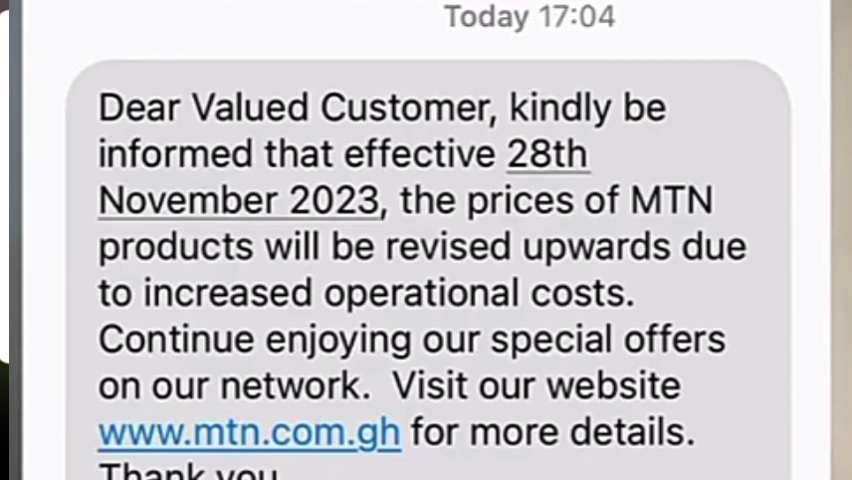 Today 17:04
Dear Valued Customer, kindly be
informed that effective 28th
November 2023, the prices of MTN
products will be revised upwards due
to increased operational costs.
Continue enjoying our special offers
on our network.  Visit our website
www.mtn.com.gh for more details.
Thank you